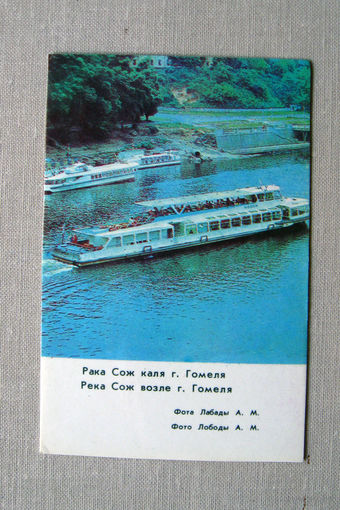 Рака Сож каля г. Гомеля
Река Сож возле г. Гомеля
Фота Лабады А. М.
Фото Лободы А. М.